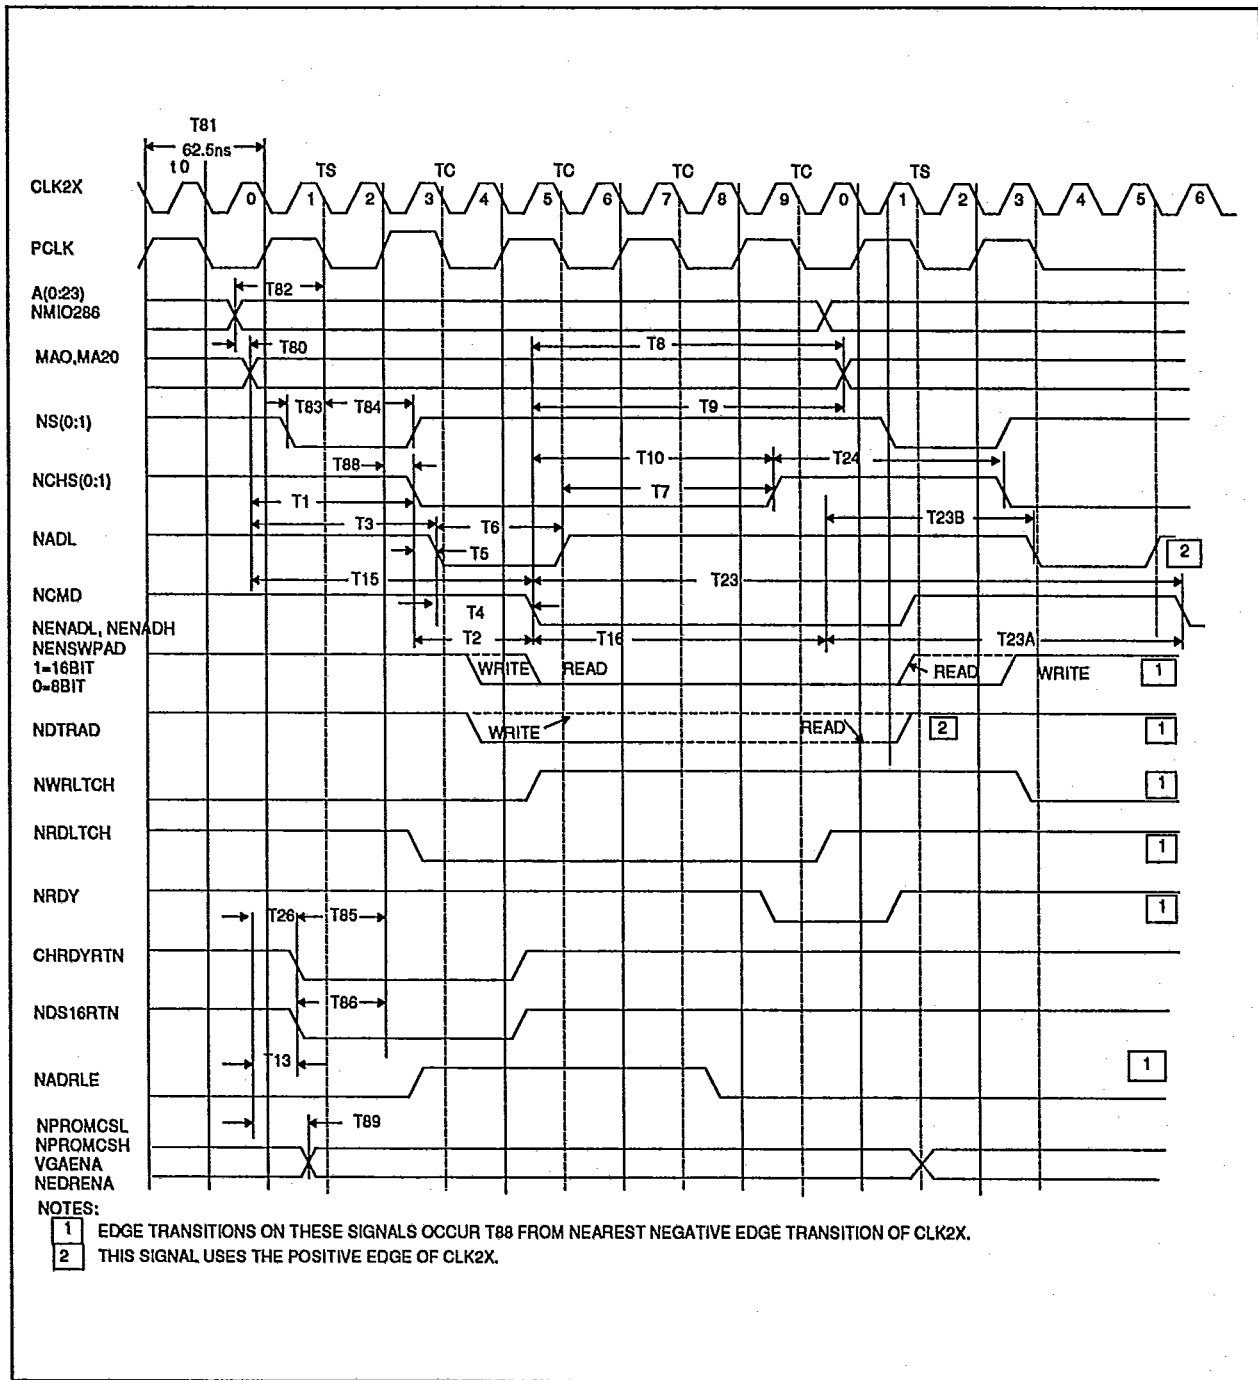 T81
62.5ns
t0 TS TC TC TC TC TS
CLK2X 0 1 2 3 4 5 6 7 8 9 0 1 2 3 4 5 6
PCLK
A(0:23) T82
NMIO286
T80 T8
MAO,MA20
T83 T84 T9
NS(0:1)
T88 T10 T24
NCHS(0:1)
T1 T7
T3 T6 T23B
NADL T5 2
T15 T23
NCMD
T4
NENADL, NENADH T2 T16 T23A
NENSWPAD
1=16BIT WRITE READ READ WRITE 1
0=8BIT
NDTRAD WRITE READ 2 1
NWRLTCH 1
NRDLTCH 1
NRDY 1
T26 T85
CHRDYRTN
T86
NDS16RTN
T13 1
NADRLE
NPROMCSL T89
NPROMCSH
VGAENA
NEDRENA
NOTES:
1 EDGE TRANSITIONS ON THESE SIGNALS OCCUR T88 FROM NEAREST NEGATIVE EDGE TRANSITION OF CLK2X.
2 THIS SIGNAL USES THE POSITIVE EDGE OF CLK2X.